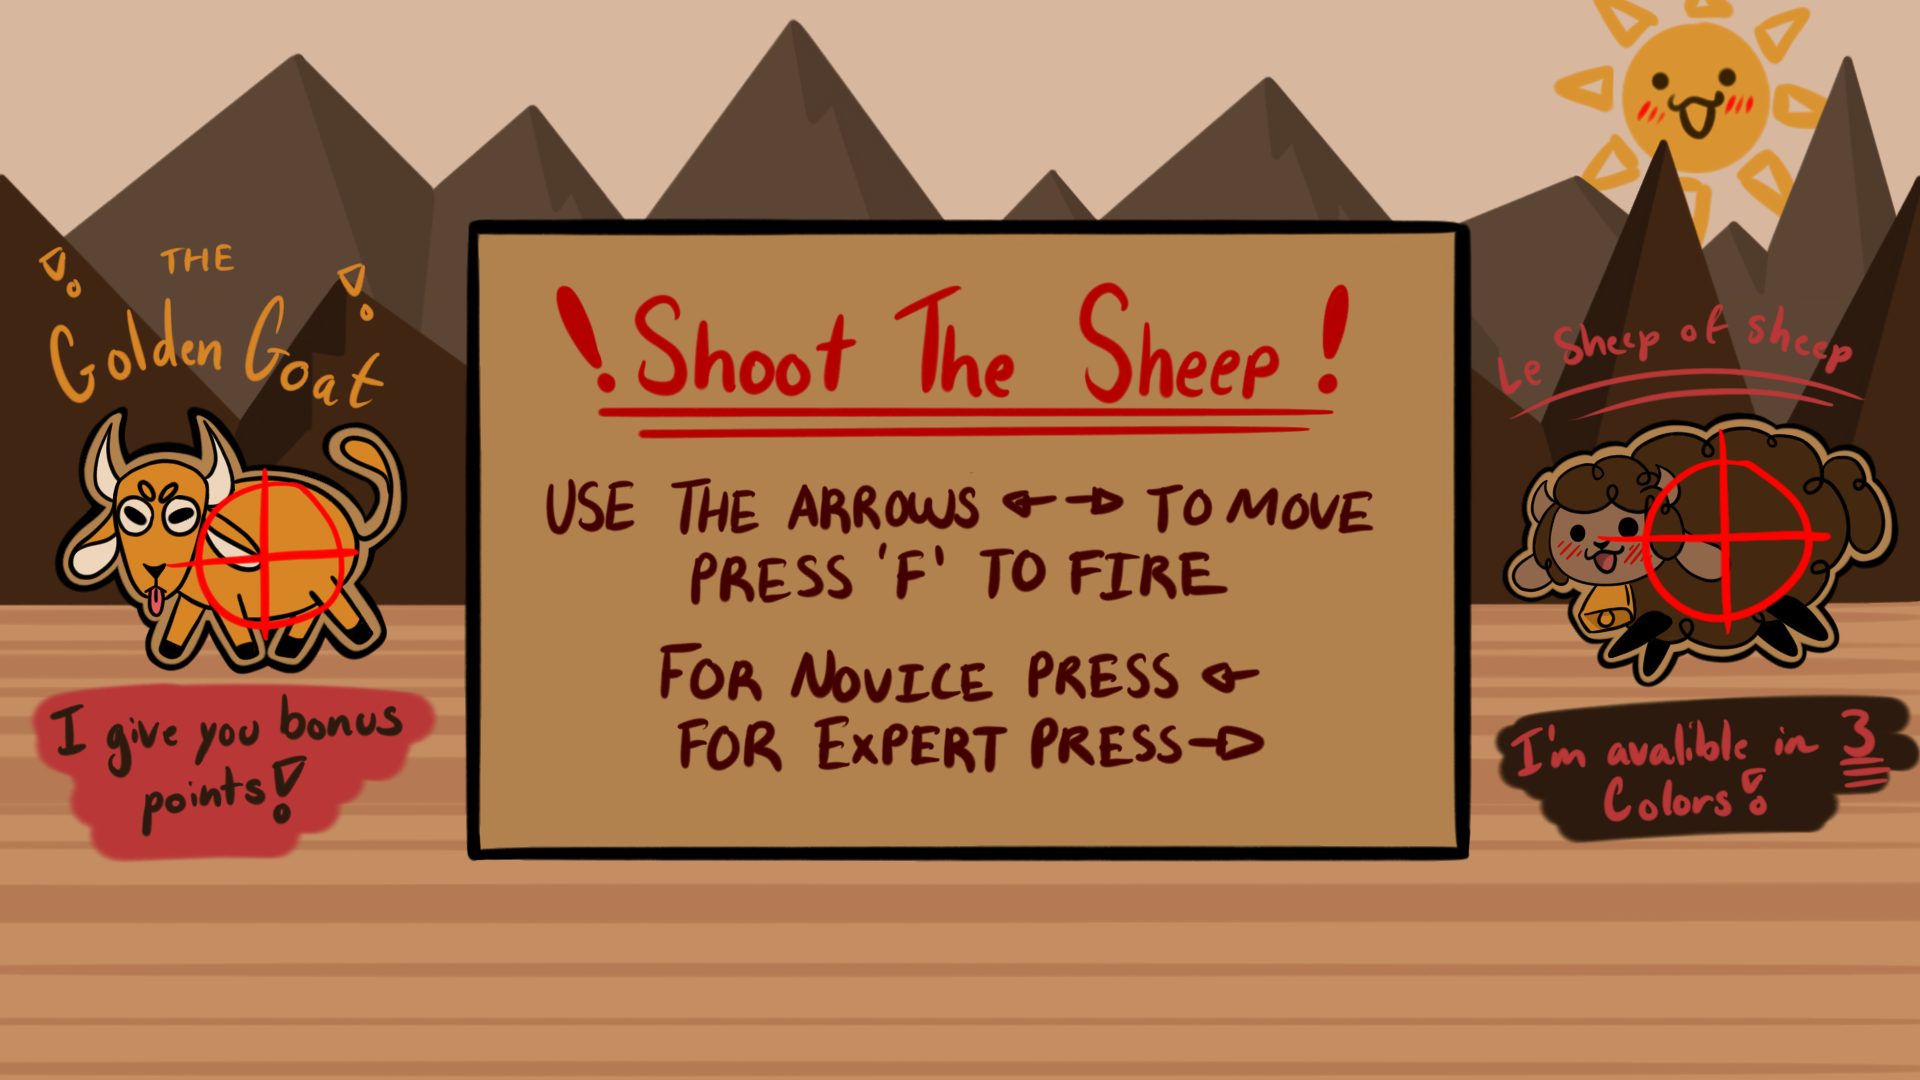 THE
Golden Goat
I give you bonus
points!
! Shoot The Sheep !
USE THE ARROWS ← → TO MOVE
PRESS 'F' TO FIRE
FOR NOVICE PRESS ←
FOR EXPERT PRESS →
Le Sheep of sheep
I'm avalible in 3
Colors!